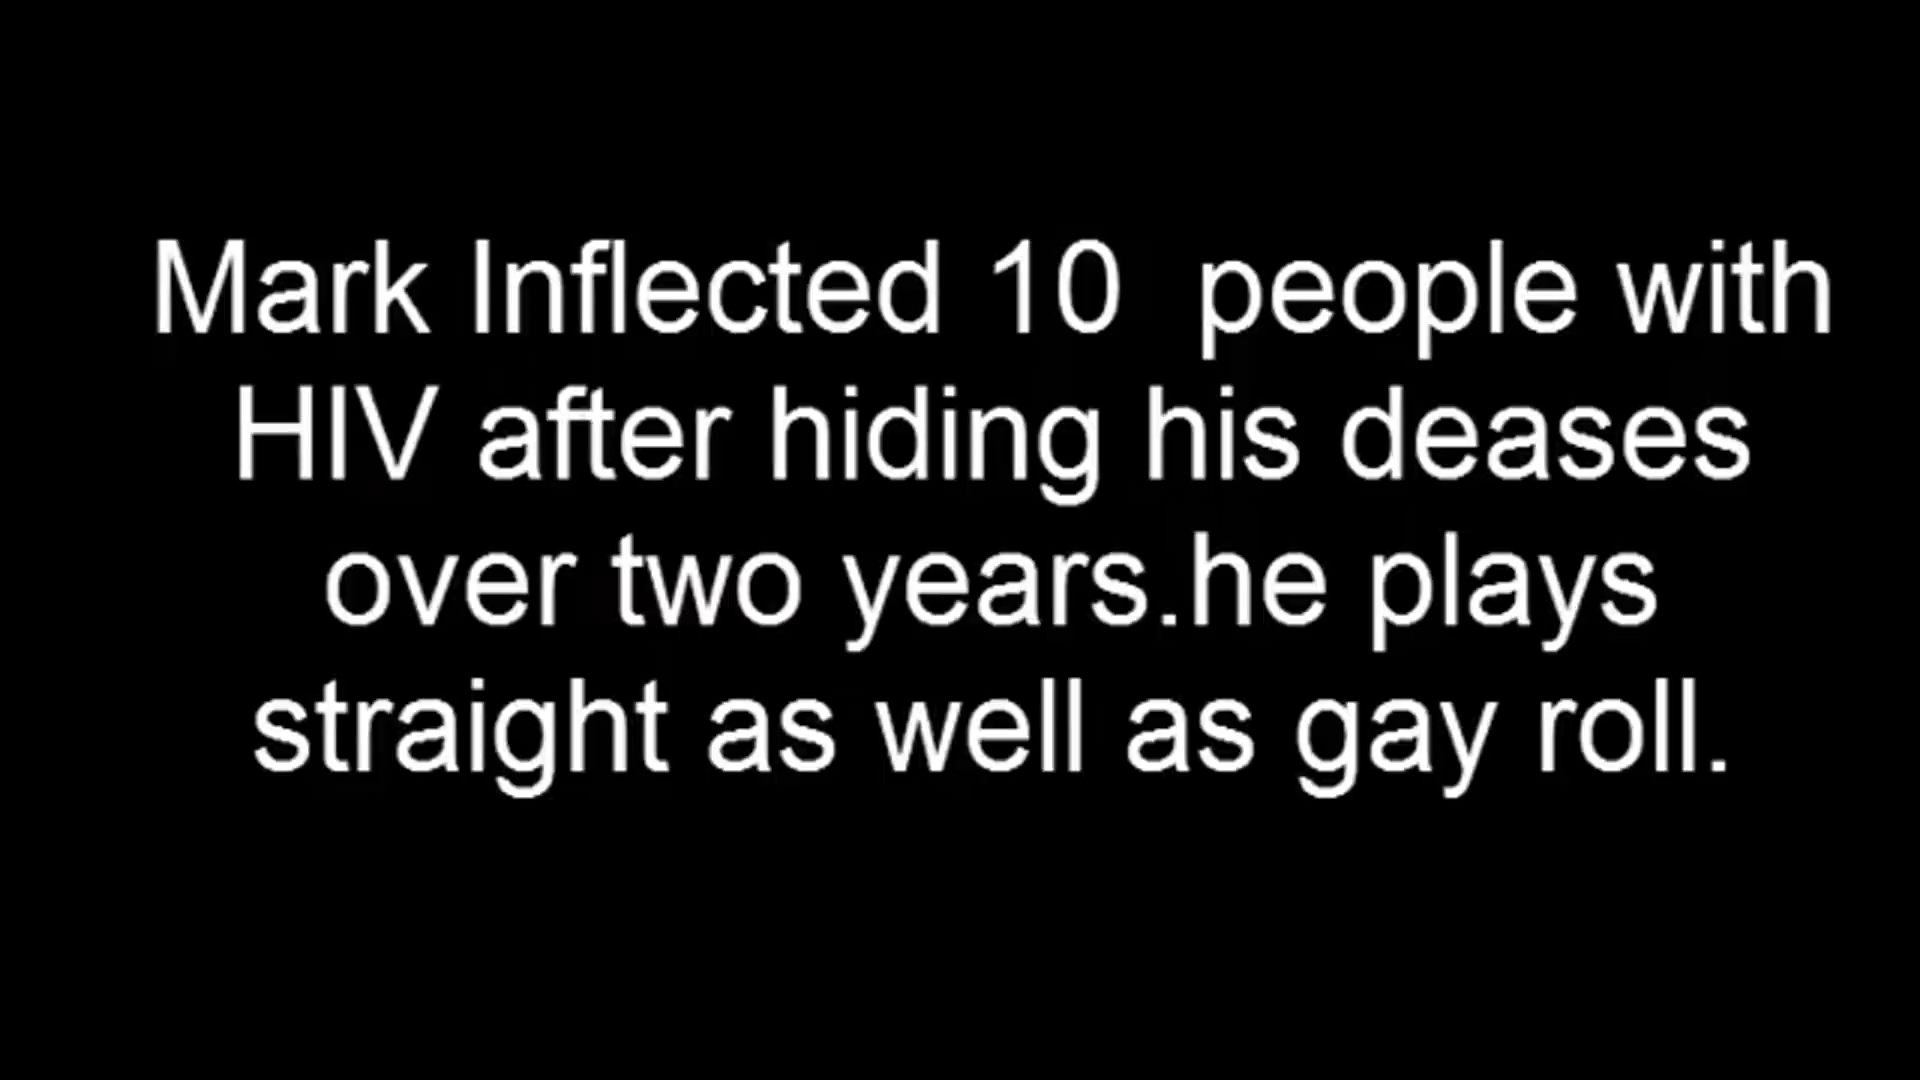 Mark Inflected 10  people with
HIV after hiding his deases
over two years.he plays
straight as well as gay roll.